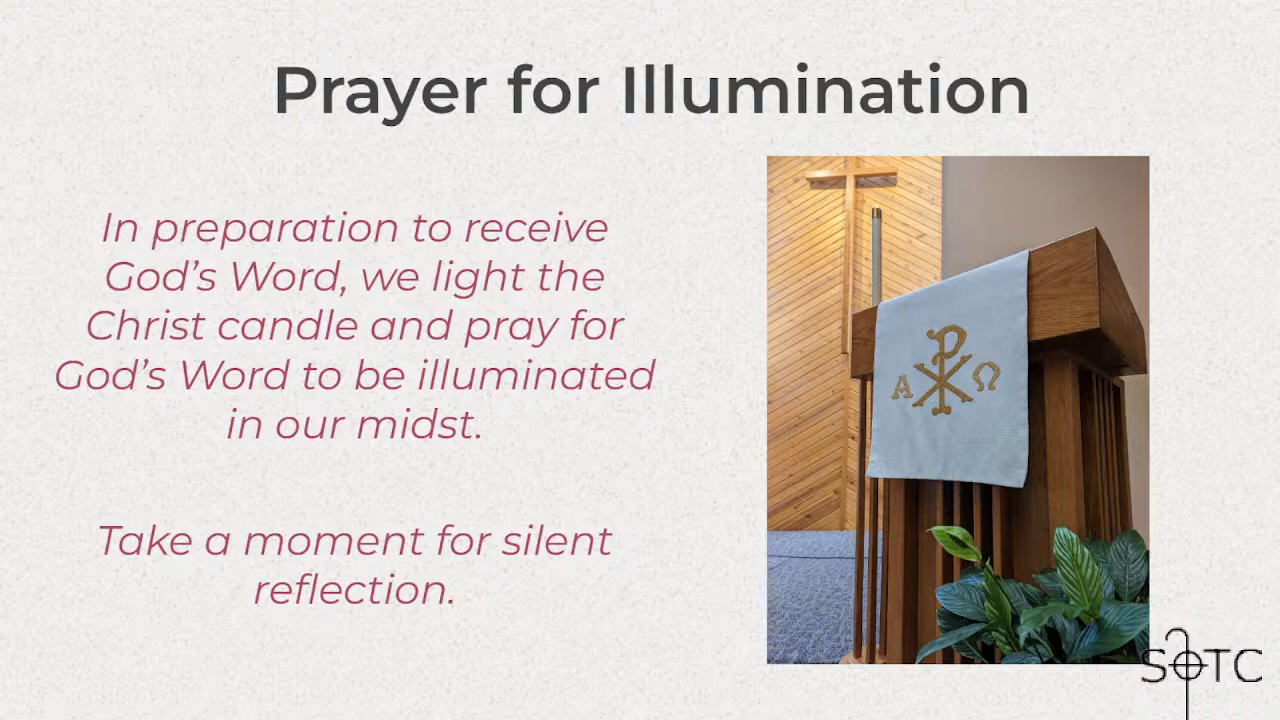 Prayer for Illumination
In preparation to receive
God's Word, we light the
Christ candle and pray for
God's Word to be illuminated
in our midst.
Take a moment for silent
reflection.
Α Ω
SOTC